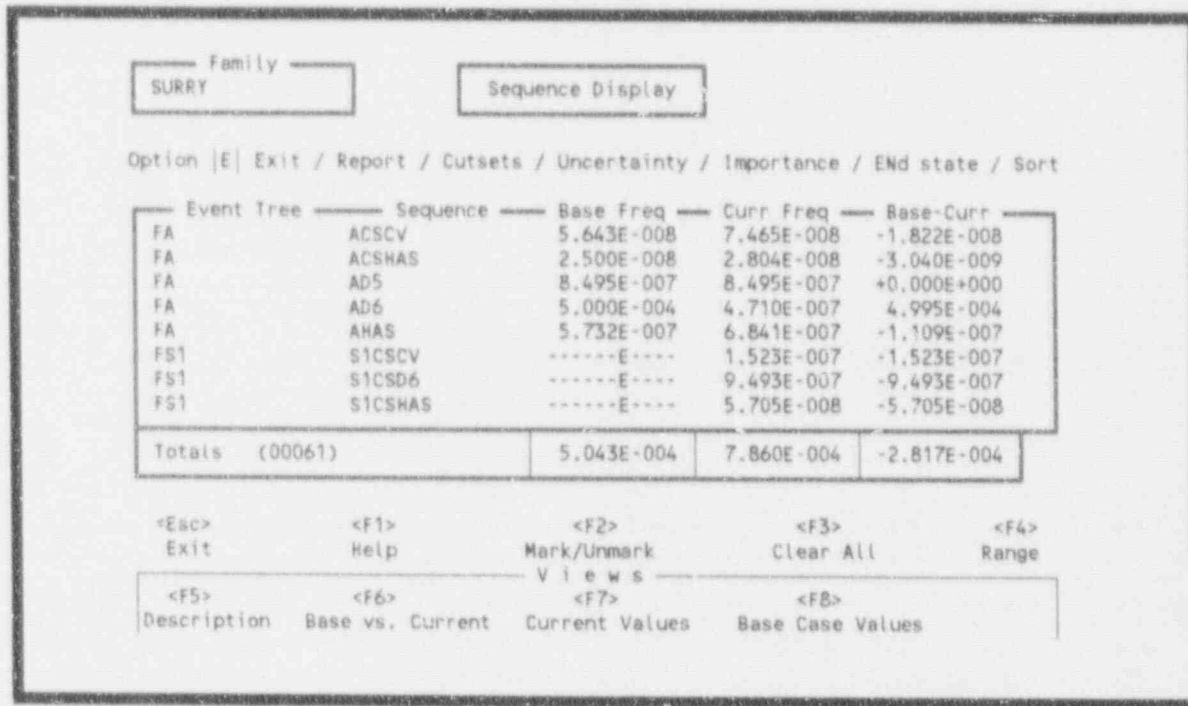 Family
SURRY
Sequence Display
Option |E| Exit / Report / Cutsets / Uncertainty / Importance / ENd state / Sort
Event Tree Sequence Base Freq Curr Freq Base-Curr
FA ACSCV 5.643E-008 7.465E-008 -1.822E-008
FA ACSHAS 2.500E-008 2.804E-008 -3.040E-009
FA AD5 8.495E-007 8.495E-007 +0.000E+000
FA AD6 5.000E-004 4.710E-007 4.995E-004
FA AHAS 5.732E-007 6.841E-007 -1.109E-007
FS1 S1CSCV ------E---- 1.523E-007 -1.523E-007
FS1 S1CSD6 ------E---- 9.493E-007 -9.493E-007
FS1 S1CSHAS ------E---- 5.705E-008 -5.705E-008
Totals (00061) 5.043E-004 7.860E-004 -2.817E-004
<Esc> <F1> <F2> <F3> <F4>
Exit Help Mark/Unmark Clear All Range
Views
<F5> <F6> <F7> <F8>
Description Base vs. Current Current Values Base Case Values